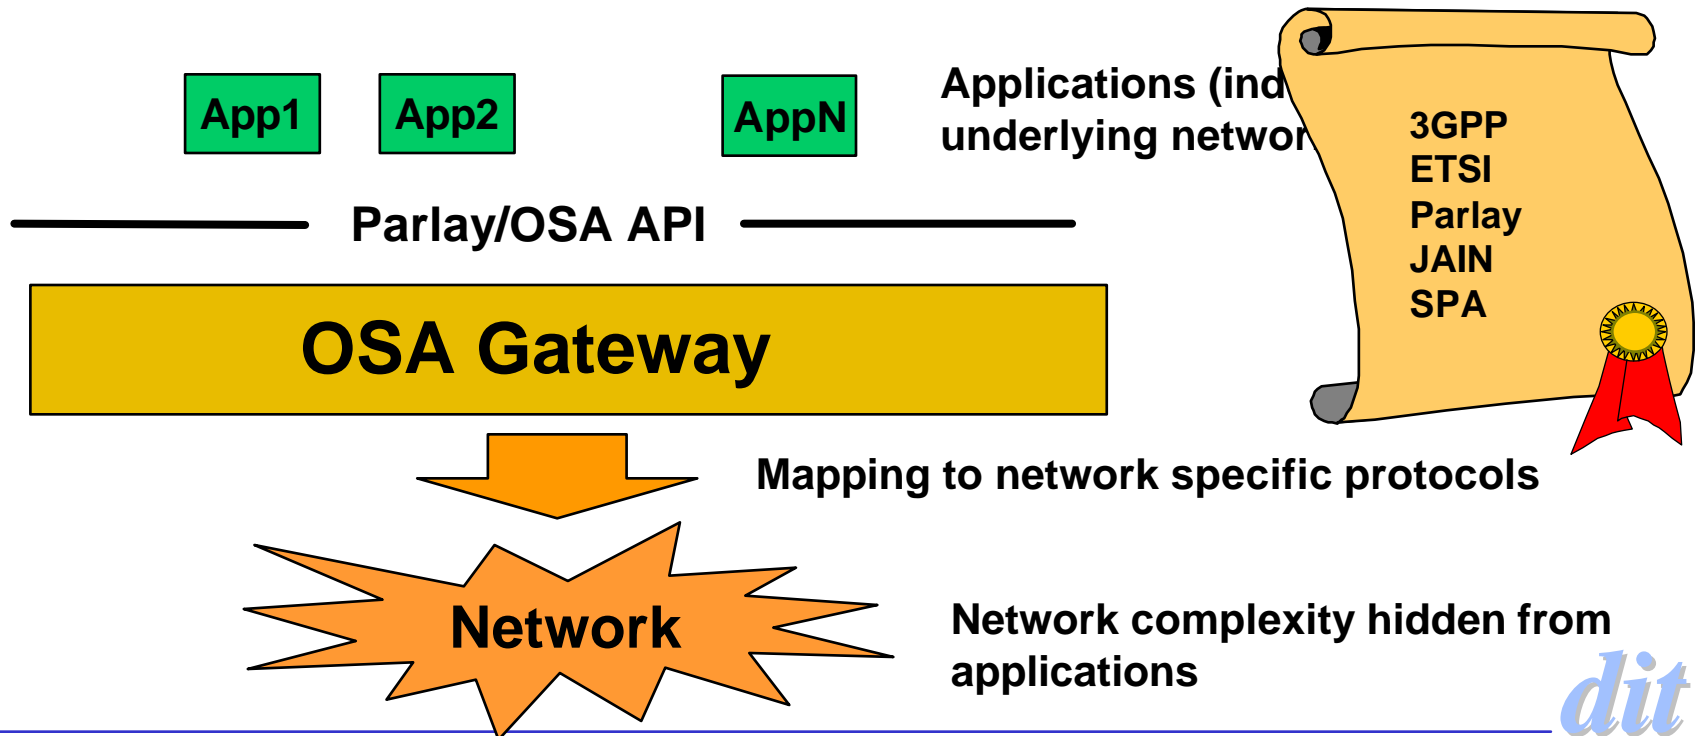 App1
App2
AppN
Applications (ind
underlying networ
3GPP
ETSI
Parlay
JAIN
SPA
Parlay/OSA API
OSA Gateway
Mapping to network specific protocols
Network
Network complexity hidden from
applications
dit